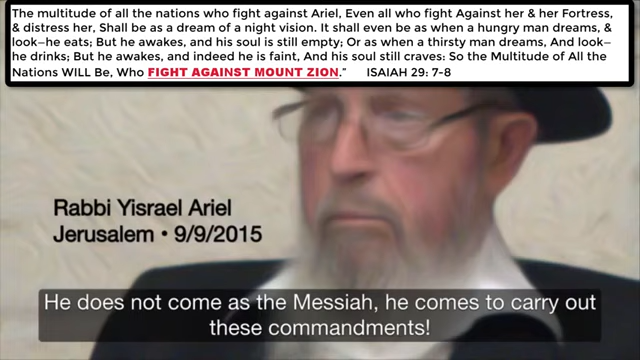 The multitude of all the nations who fight against Ariel, Even all who fight Against her & her Fortress,
& distress her, Shall be as a dream of a night vision. It shall even be as when a hungry man dreams, &
look—he eats; But he awakes, and his soul is still empty; Or as when a thirsty man dreams, And look—
he drinks; But he awakes, and indeed he is faint, And his soul still craves: So the Multitude of All the
Nations WILL Be, Who FIGHT AGAINST MOUNT ZION.” ISAIAH 29: 7-8
Rabbi Yisrael Ariel
Jerusalem • 9/9/2015
He does not come as the Messiah, he comes to carry out
these commandments!